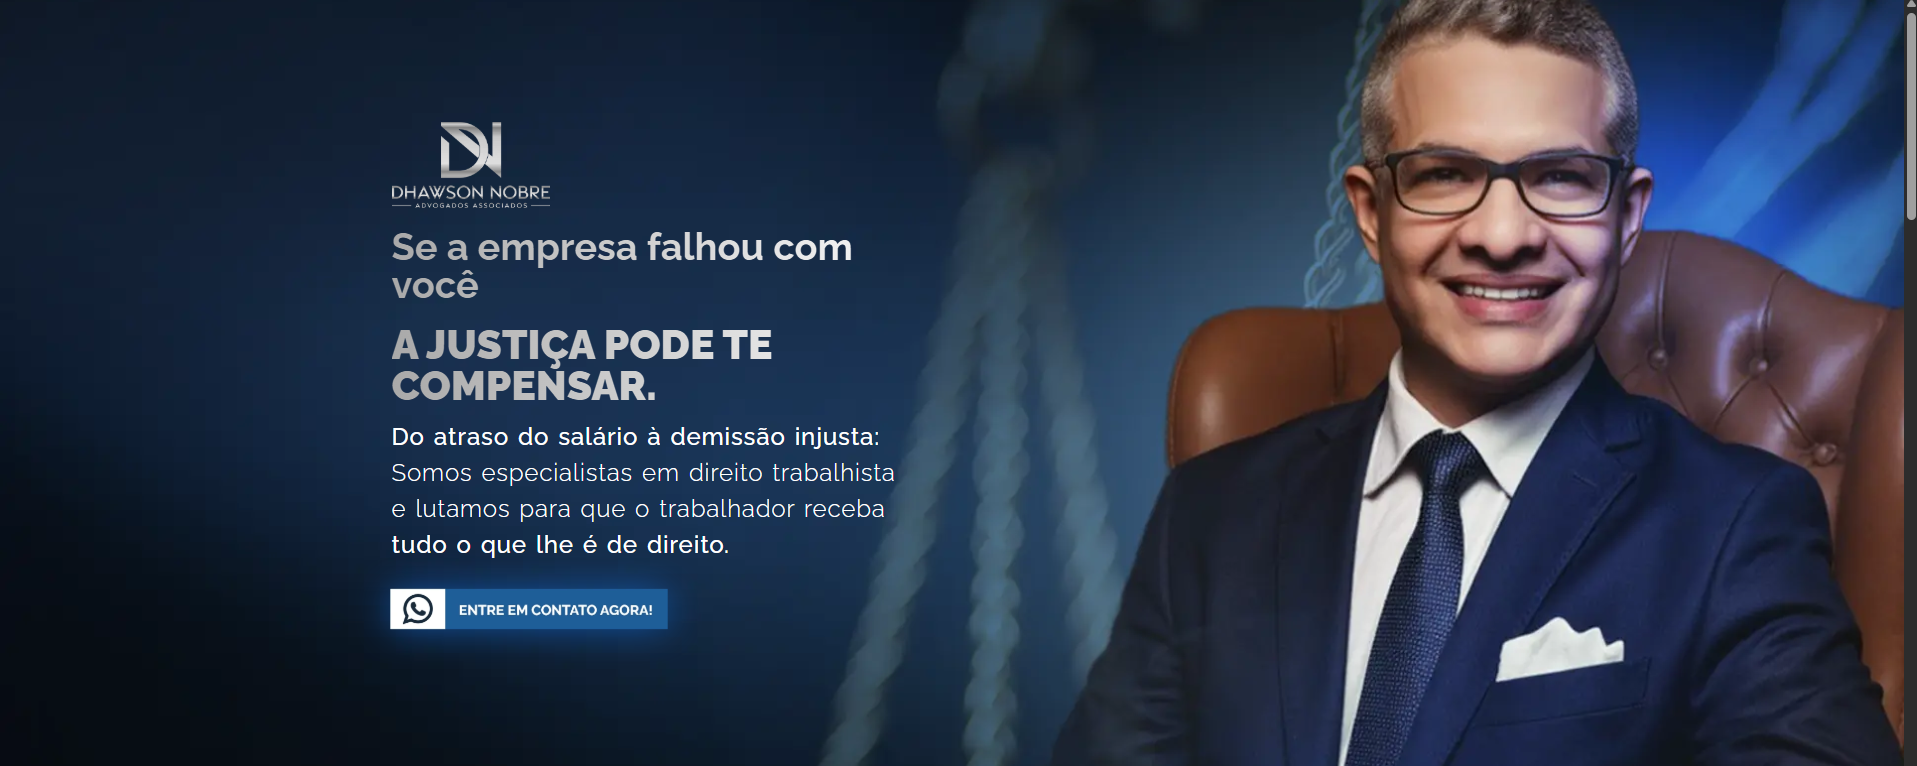 DN
DHAWSON NOBRE
ADVOGADOS ASSOCIADOS
Se a empresa falhou com
você
A JUSTIÇA PODE TE
COMPENSAR.
Do atraso do salário à demissão injusta:
Somos especialistas em direito trabalhista
e lutamos para que o trabalhador receba
tudo o que lhe é de direito.
ENTRE EM CONTATO AGORA!